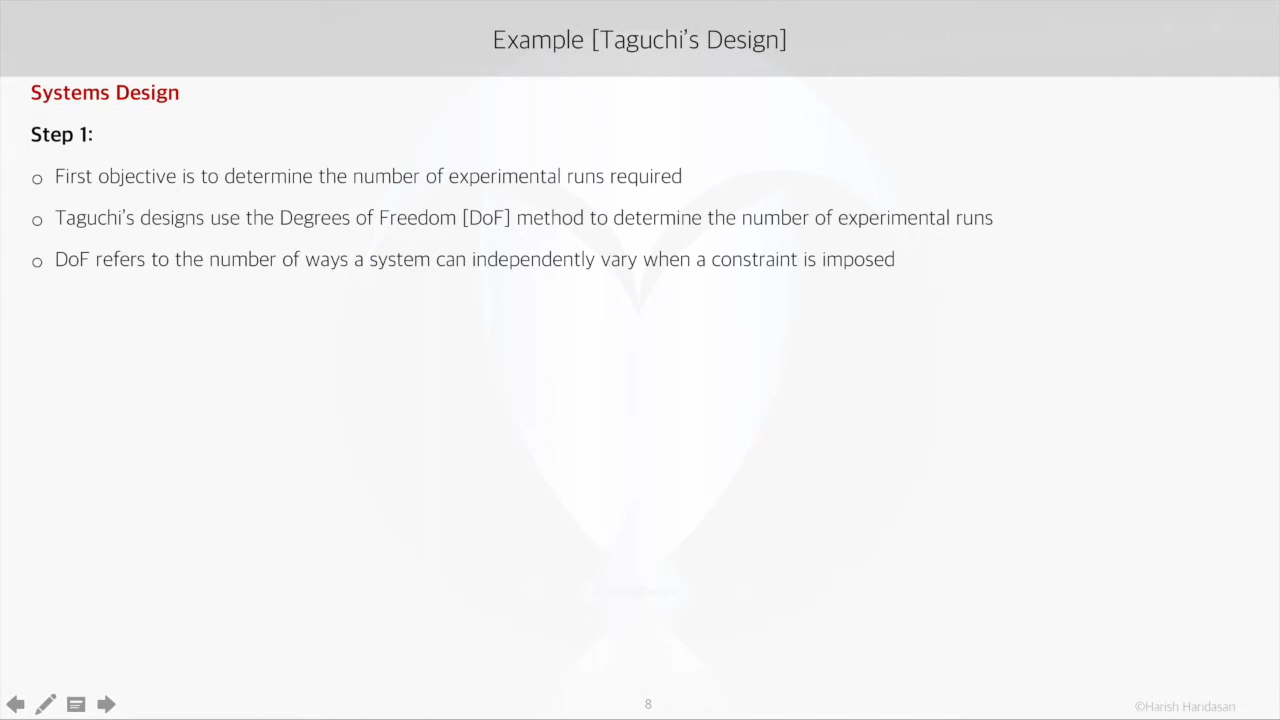 Example [Taguchi’s Design]
Systems Design
Step 1:
o First objective is to determine the number of experimental runs required
o Taguchi’s designs use the Degrees of Freedom [DoF] method to determine the number of experimental runs
o DoF refers to the number of ways a system can independently vary when a constraint is imposed
8
©Harish Haridasan